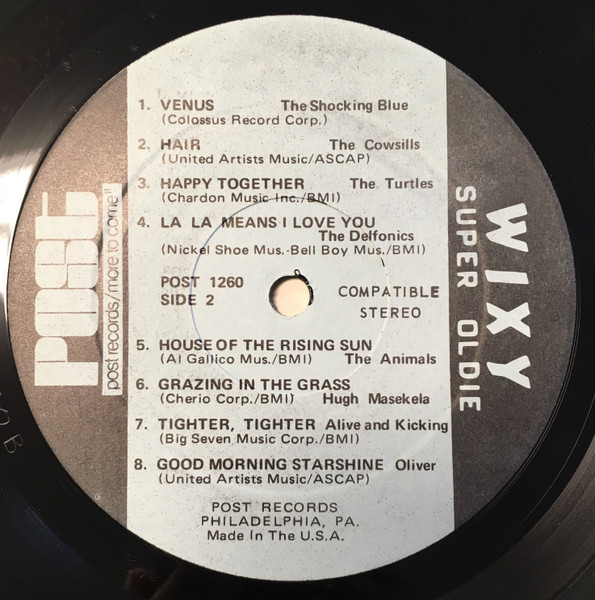 1. VENUS The Shocking Blue
(Colossus Record Corp.)
2. HAIR The Cowsills
(United Artists Music/ASCAP)
3. HAPPY TOGETHER The Turtles
(Chardon Music Inc./BMI)
4. LA LA MEANS I LOVE YOU
The Delfonics
(Nickel Shoe Mus.-Bell Boy Mus./BMI)
POST 1260
SIDE 2
COMPATIBLE
STEREO
5. HOUSE OF THE RISING SUN
(Al Gallico Mus./BMI) The Animals
6. GRAZING IN THE GRASS
(Cherio Corp./BMI) Hugh Masekela
7. TIGHTER, TIGHTER Alive and Kicking
(Big Seven Music Corp./BMI)
8. GOOD MORNING STARSHINE Oliver
(United Artists Music/ASCAP)
POST RECORDS
PHILADELPHIA, PA.
Made In The U.S.A.
post
post records/more to come"
WIXY
SUPER OLDIE